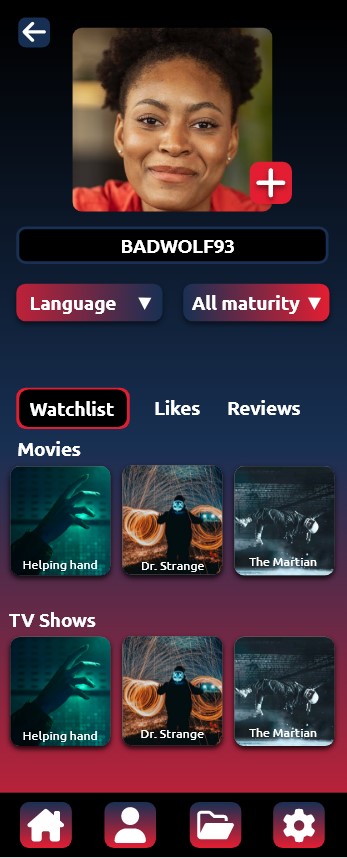 BADWOLF93
Language ▼ All maturity ▼
Watchlist Likes Reviews
Movies
Helping hand Dr. Strange The Martian
TV Shows
Helping hand Dr. Strange The Martian